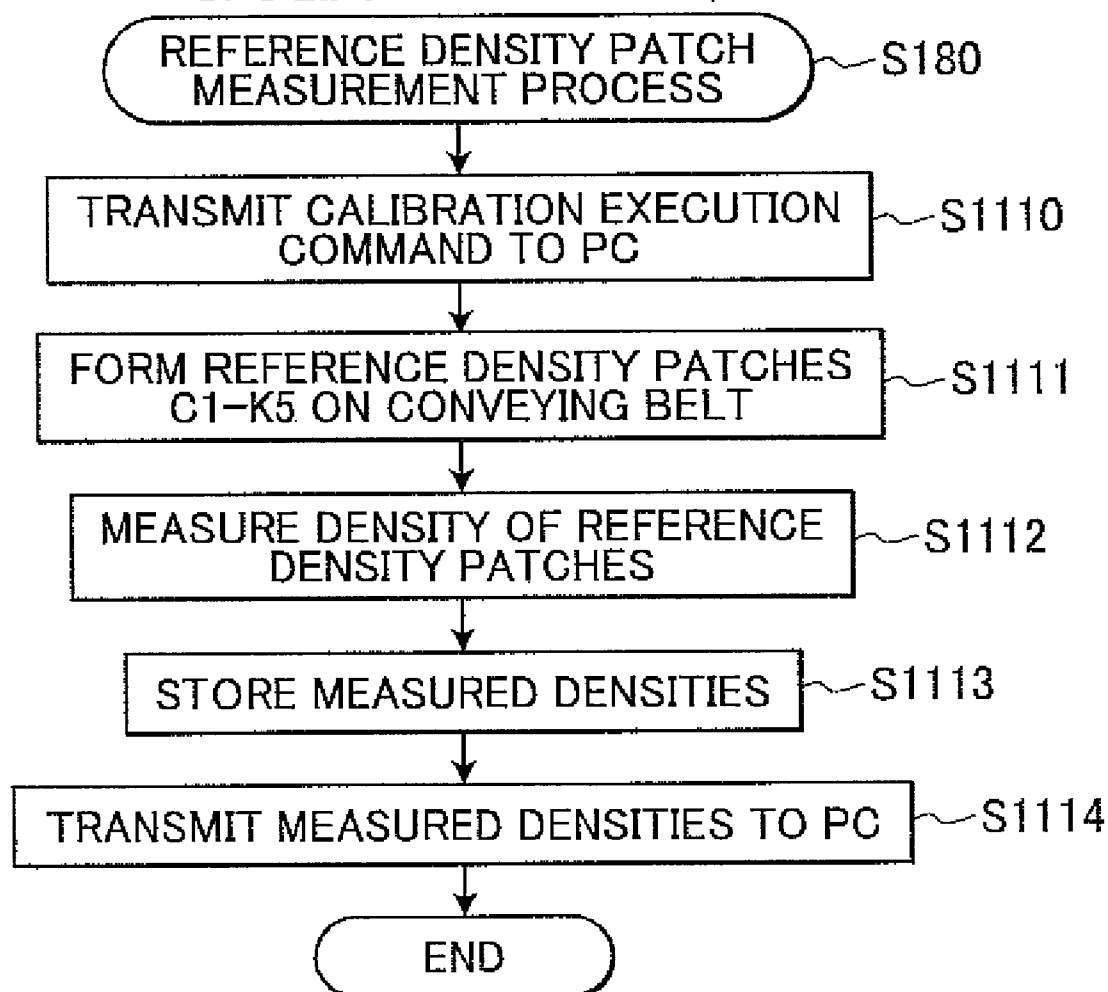 REFERENCE DENSITY PATCH
MEASUREMENT PROCESS
S180
TRANSMIT CALIBRATION EXECUTION
COMMAND TO PC
S1110
FORM REFERENCE DENSITY PATCHES
C1-K5 ON CONVEYING BELT
S1111
MEASURE DENSITY OF REFERENCE
DENSITY PATCHES
S1112
STORE MEASURED DENSITIES
S1113
TRANSMIT MEASURED DENSITIES TO PC
S1114
END